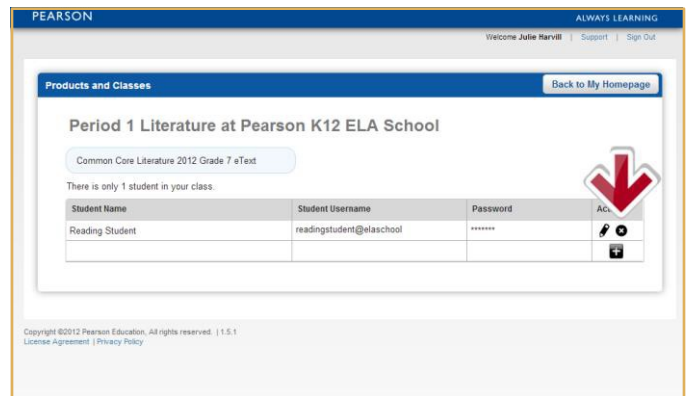 PEARSON
ALWAYS LEARNING
Welcome Julie Harvill | Support | Sign Out
Products and Classes
Back to My Homepage
Period 1 Literature at Pearson K12 ELA School
Common Core Literature 2012 Grade 7 eText
There is only 1 student in your class.
Student Name Student Username Password
Reading Student readingstudent@elaschool *******
Copyright ©2012 Pearson Education, All rights reserved. | 1.5.1
License Agreement | Privacy Policy